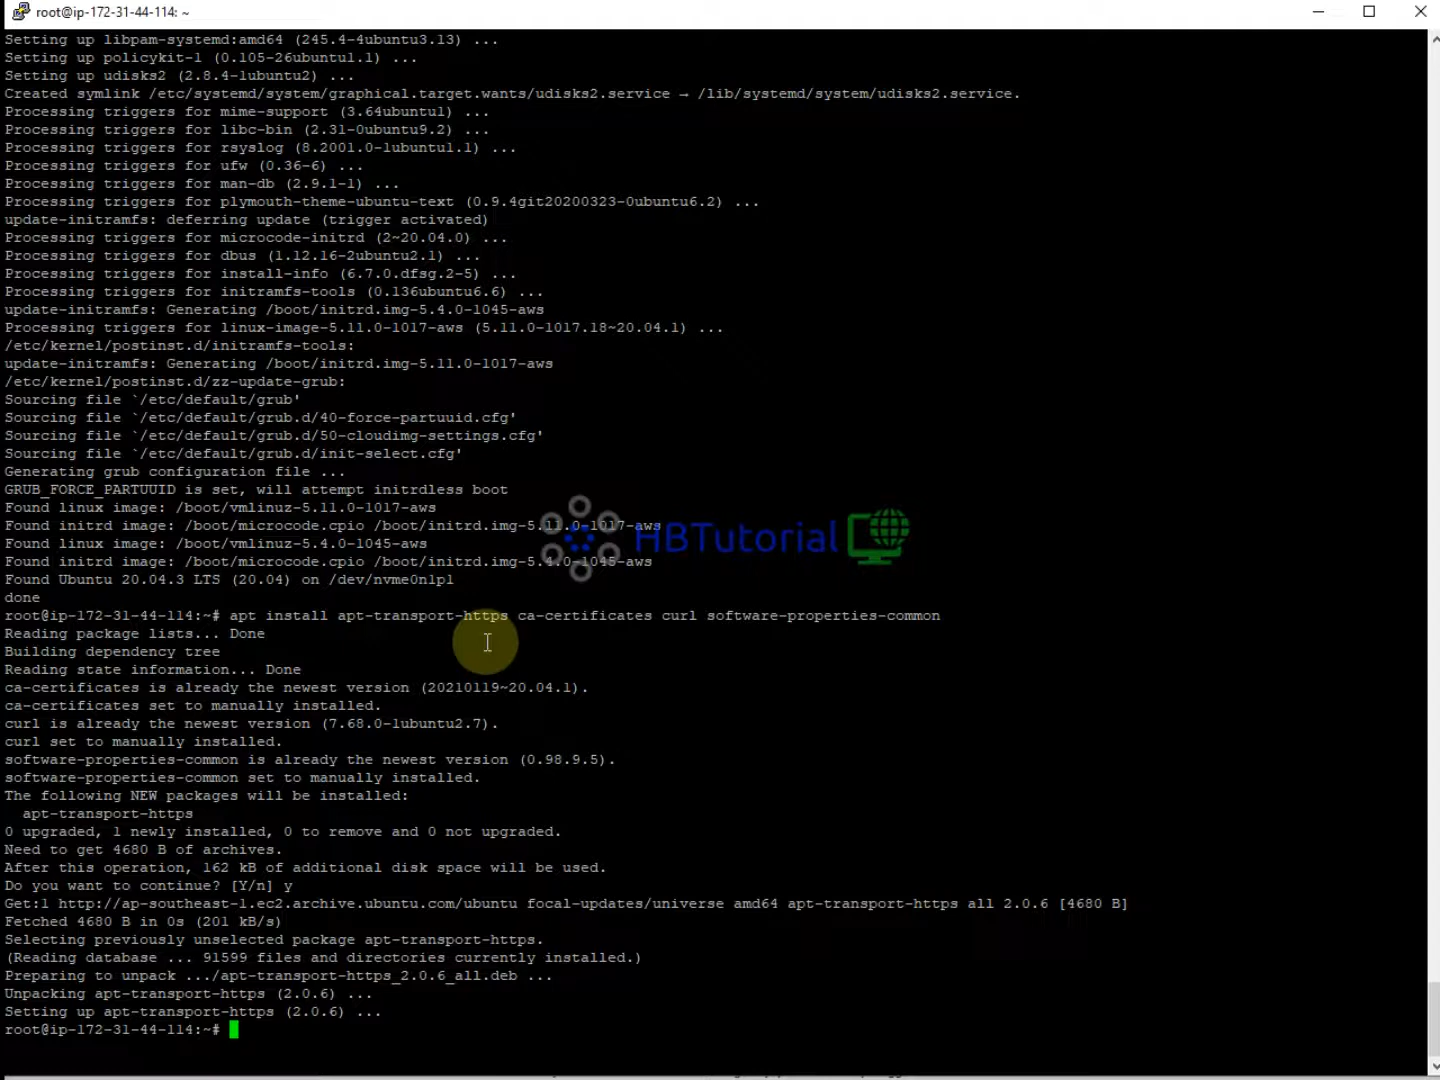 root@ip-172-31-44-114: ~
Setting up libpam-systemd:amd64 (245.4-4ubuntu3.13) ...
Setting up policykit-1 (0.105-26ubuntu1.1) ...
Setting up udisks2 (2.8.4-1ubuntu2) ...
Created symlink /etc/systemd/system/graphical.target.wants/udisks2.service → /lib/systemd/system/udisks2.service.
Processing triggers for mime-support (3.64ubuntu1) ...
Processing triggers for libc-bin (2.31-0ubuntu9.2) ...
Processing triggers for rsyslog (8.2001.0-1ubuntu1.1) ...
Processing triggers for ufw (0.36-6) ...
Processing triggers for man-db (2.9.1-1) ...
Processing triggers for plymouth-theme-ubuntu-text (0.9.4git20200323-0ubuntu6.2) ...
update-initramfs: deferring update (trigger activated)
Processing triggers for microcode-initrd (2~20.04.0) ...
Processing triggers for dbus (1.12.16-2ubuntu2.1) ...
Processing triggers for install-info (6.7.0.dfsg.2-5) ...
Processing triggers for initramfs-tools (0.136ubuntu6.6) ...
update-initramfs: Generating /boot/initrd.img-5.4.0-1045-aws
Processing triggers for linux-image-5.11.0-1017-aws (5.11.0-1017.18~20.04.1) ...
/etc/kernel/postinst.d/initramfs-tools:
update-initramfs: Generating /boot/initrd.img-5.11.0-1017-aws
/etc/kernel/postinst.d/zz-update-grub:
Sourcing file `/etc/default/grub'
Sourcing file `/etc/default/grub.d/40-force-partuuid.cfg'
Sourcing file `/etc/default/grub.d/50-cloudimg-settings.cfg'
Sourcing file `/etc/default/grub.d/init-select.cfg'
Generating grub configuration file ...
GRUB_FORCE_PARTUUID is set, will attempt initrdless boot
Found linux image: /boot/vmlinuz-5.11.0-1017-aws
Found initrd image: /boot/microcode.cpio /boot/initrd.img-5.11.0-1017-aws
HBTutorial
Found linux image: /boot/vmlinuz-5.4.0-1045-aws
Found initrd image: /boot/microcode.cpio /boot/initrd.img-5.4.0-1045-aws
Found Ubuntu 20.04.3 LTS (20.04) on /dev/nvme0n1p1
done
root@ip-172-31-44-114:~# apt install apt-transport-https ca-certificates curl software-properties-common
Reading package lists... Done
Building dependency tree
Reading state information... Done
ca-certificates is already the newest version (20210119~20.04.1).
ca-certificates set to manually installed.
curl is already the newest version (7.68.0-1ubuntu2.7).
curl set to manually installed.
software-properties-common is already the newest version (0.98.9.5).
software-properties-common set to manually installed.
The following NEW packages will be installed:
apt-transport-https
0 upgraded, 1 newly installed, 0 to remove and 0 not upgraded.
Need to get 4680 B of archives.
After this operation, 162 kB of additional disk space will be used.
Do you want to continue? [Y/n] y
Get:1 http://ap-southeast-1.ec2.archive.ubuntu.com/ubuntu focal-updates/universe amd64 apt-transport-https all 2.0.6 [4680 B]
Fetched 4680 B in 0s (201 kB/s)
Selecting previously unselected package apt-transport-https.
(Reading database ... 91599 files and directories currently installed.)
Preparing to unpack .../apt-transport-https_2.0.6_all.deb ...
Unpacking apt-transport-https (2.0.6) ...
Setting up apt-transport-https (2.0.6) ...
root@ip-172-31-44-114:~#